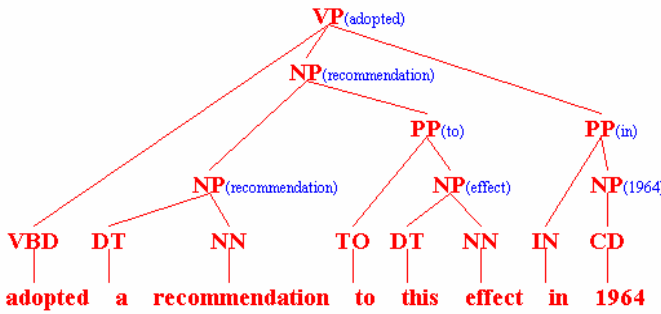 VP(adopted)
NP(recommendation)
PP(to) PP(in)
NP(recommendation) NP(effect) NP(1964)
VBD DT NN TO DT NN IN CD
adopted a recommendation to this effect in 1964